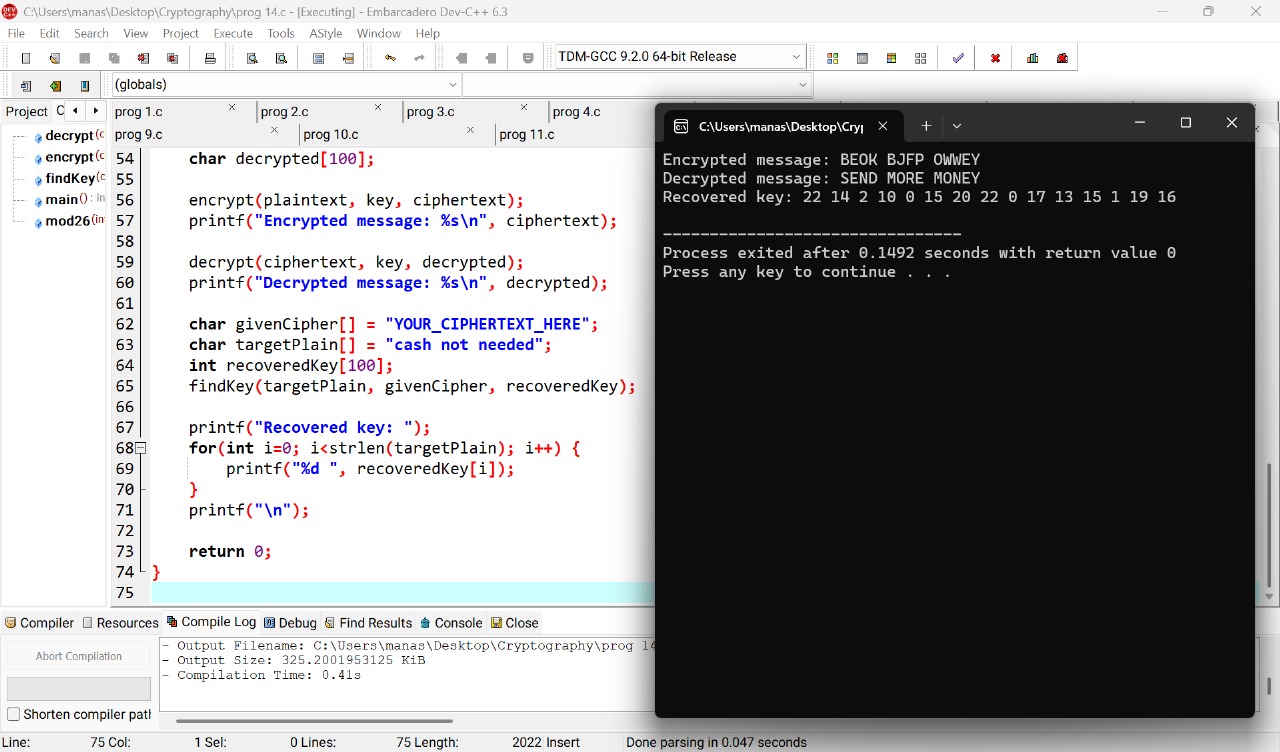 C:\Users\manas\Desktop\Cryptography\prog 14.c - [Executing] - Embarcadero Dev-C++ 6.3
File Edit Search View Project Execute Tools AStyle Window Help
TDM-GCC 9.2.0 64-bit Release
(globals)
Project C
prog 1.c prog 2.c prog 3.c prog 4.c
prog 9.c prog 10.c prog 11.c
decrypt(c
encrypt(c
findKey(c
main() : in
mod26(in
54 char decrypted[100];
55
56 encrypt(plaintext, key, ciphertext);
57 printf("Encrypted message: %s\n", ciphertext);
58
59 decrypt(ciphertext, key, decrypted);
60 printf("Decrypted message: %s\n", decrypted);
61
62 char givenCipher[] = "YOUR_CIPHERTEXT_HERE";
63 char targetPlain[] = "cash not needed";
64 int recoveredKey[100];
65 findKey(targetPlain, givenCipher, recoveredKey);
66
67 printf("Recovered key: ");
68 for(int i=0; i<strlen(targetPlain); i++) {
69 printf("%d ", recoveredKey[i]);
70 }
71 printf("\n");
72
73 return 0;
74 }
75
C:\Users\manas\Desktop\Cry
Encrypted message: BEOK BJFP OWWEY
Decrypted message: SEND MORE MONEY
Recovered key: 22 14 2 10 0 15 20 22 0 17 13 15 1 19 16
--------------------------------
Process exited after 0.1492 seconds with return value 0
Press any key to continue . . .
Compiler Resources Compile Log Debug Find Results Console Close
Abort Compilation
Shorten compiler path
- Output Filename: C:\Users\manas\Desktop\Cryptography\prog 14
- Output Size: 325.2001953125 KiB
- Compilation Time: 0.41s
Line: 75 Col: 1 Sel: 0 Lines: 75 Length: 2022 Insert Done parsing in 0.047 seconds